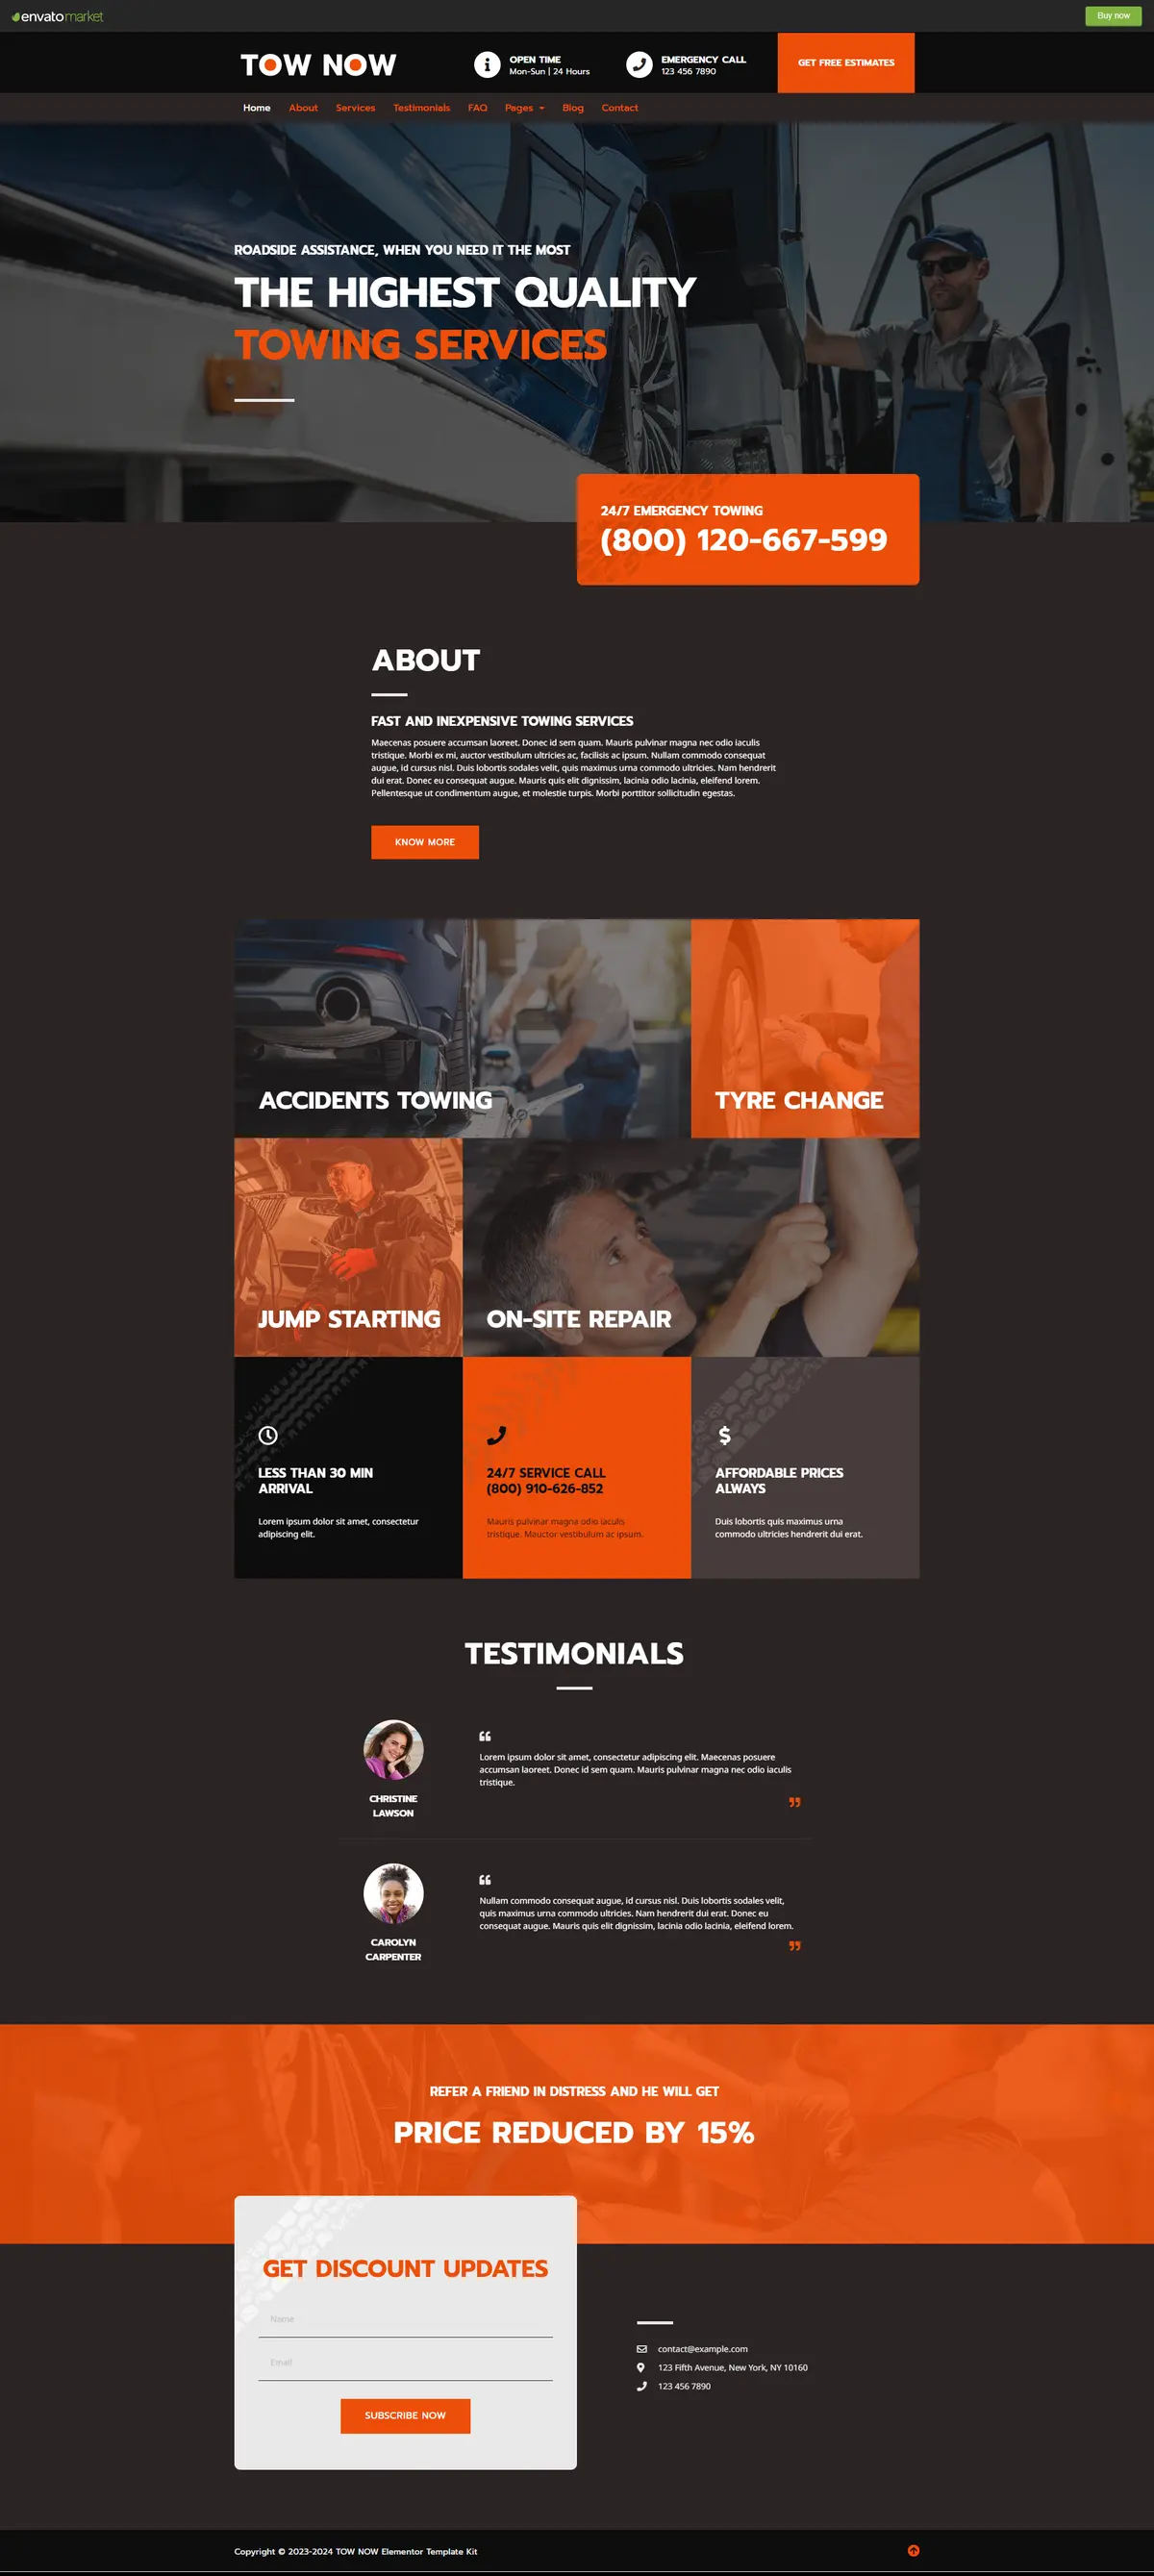 envato market
Buy now
TOW NOW
OPEN TIME
Mon-Sun | 24 Hours
EMERGENCY CALL
123 456 7890
GET FREE ESTIMATES
Home About Services Testimonials FAQ Pages Blog Contact
ROADSIDE ASSISTANCE, WHEN YOU NEED IT THE MOST
THE HIGHEST QUALITY
TOWING SERVICES
24/7 EMERGENCY TOWING
(800) 120-667-599
ABOUT
FAST AND INEXPENSIVE TOWING SERVICES
Maecenas posuere accumsan laoreet. Donec id sem quam. Mauris pulvinar magna nec odio iaculis
tristique. Morbi ex mi, auctor vestibulum ultricies ac, facilisis ac ipsum. Nullam commodo consequat
augue, id cursus nisl. Duis lobortis sodales velit, quis maximus urna commodo ultricies. Nam hendrerit
dui erat. Donec eu consequat augue. Mauris quis elit dignissim, lacinia odio lacinia, eleifend lorem.
Pellentesque ut condimentum augue, et molestie turpis. Morbi porttitor sollicitudin egestas.
KNOW MORE
ACCIDENTS TOWING
TYRE CHANGE
JUMP STARTING
ON-SITE REPAIR
LESS THAN 30 MIN
ARRIVAL
Lorem ipsum dolor sit amet, consectetur
adipiscing elit.
24/7 SERVICE CALL
(800) 910-626-852
Mauris pulvinar magna odio iaculis
tristique. Mauctor vestibulum ac ipsum.
$
AFFORDABLE PRICES
ALWAYS
Duis lobortis quis maximus urna
commodo ultricies hendrerit dui erat.
TESTIMONIALS
“
Lorem ipsum dolor sit amet, consectetur adipiscing elit. Maecenas posuere
accumsan laoreet. Donec id sem quam. Mauris pulvinar magna nec odio iaculis
tristique.
”
CHRISTINE
LAWSON
“
Nullam commodo consequat augue, id cursus nisl. Duis lobortis sodales velit,
quis maximus urna commodo ultricies. Nam hendrerit dui erat. Donec eu
consequat augue. Mauris quis elit dignissim, lacinia odio lacinia, eleifend lorem.
”
CAROLYN
CARPENTER
REFER A FRIEND IN DISTRESS AND HE WILL GET
PRICE REDUCED BY 15%
GET DISCOUNT UPDATES
Name
Email
SUBSCRIBE NOW
contact@example.com
123 Fifth Avenue, New York, NY 10160
123 456 7890
Copyright © 2023-2024 TOW NOW Elementor Template Kit